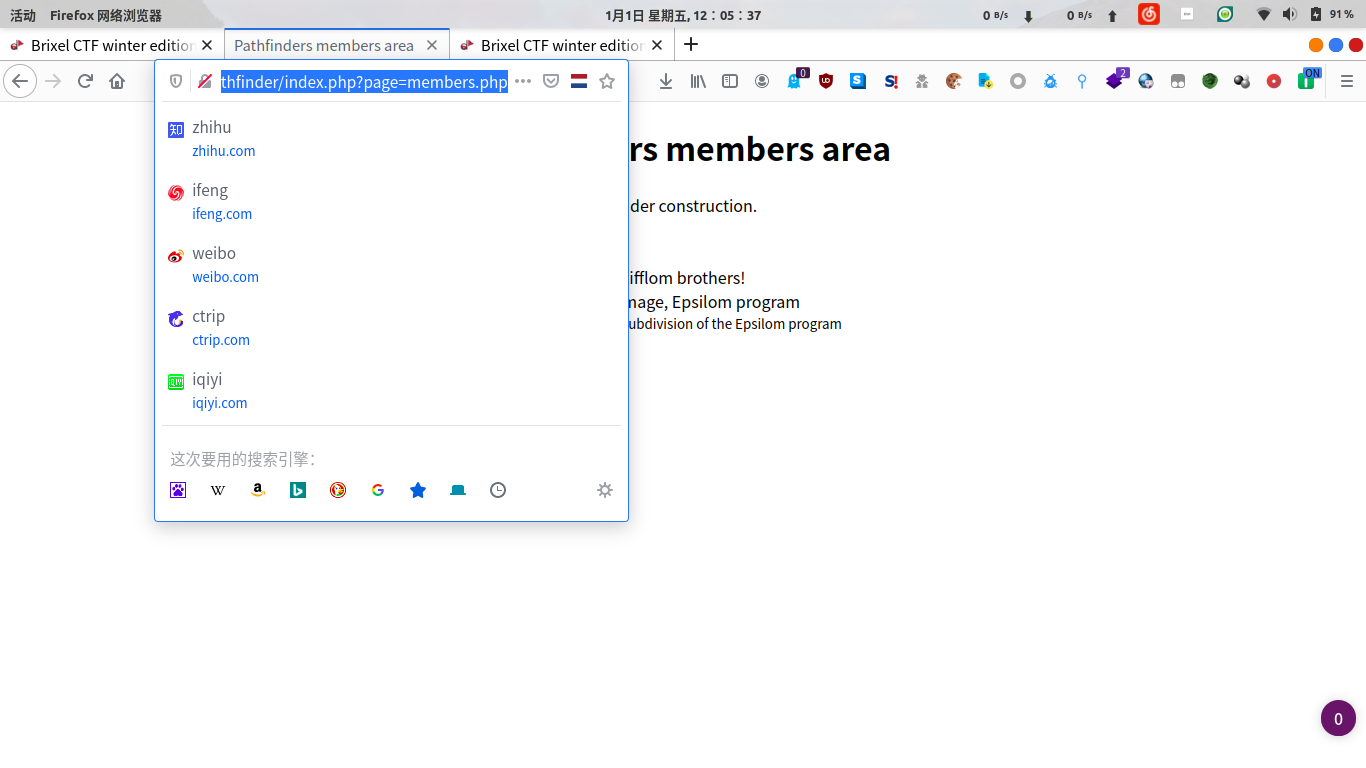 活动 Firefox 网络浏览器 1月1日 星期五, 12：05：37 0 B/s 0 B/s 91 %
Brixel CTF winter edition Pathfinders members area Brixel CTF winter edition
thfinder/index.php?page=members.php 0 2 ON
zhihu
zhihu.com
rs members area
ifeng
ifeng.com
der construction.
weibo
weibo.com
ifflom brothers!
mage, Epsilom program
ctrip
ubdivision of the Epsilom program
ctrip.com
iqiyi
iqiyi.com
这次要用的搜索引擎：
0